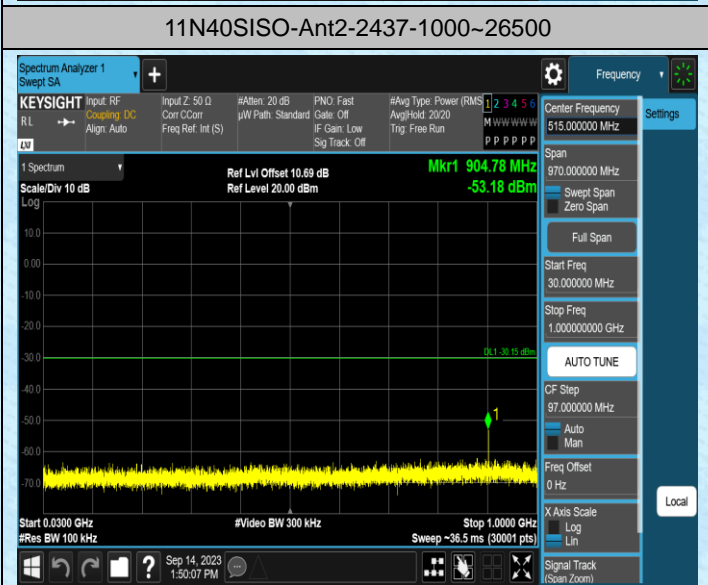 11N40SISO-Ant2-2437-1000~26500
Spectrum Analyzer 1
Swept SA
+
Frequency
KEYSIGHT
RL
LXI
Input: RF
Coupling: DC
Align: Auto
Input Z: 50 Ω
Corr CCorr
Freq Ref: Int (S)
#Atten: 20 dB
µW Path: Standard
PNO: Fast
Gate: Off
IF Gain: Low
Sig Track: Off
#Avg Type: Power (RMS
Avg|Hold: 20/20
Trig: Free Run
1 2 3 4 5 6
M W W W W W
P P P P P P
Center Frequency
515.000000 MHz
Settings
Span
970.000000 MHz
Swept Span
Zero Span
Full Span
Start Freq
30.000000 MHz
Stop Freq
1.000000000 GHz
AUTO TUNE
CF Step
97.000000 MHz
Auto
Man
Freq Offset
0 Hz
X Axis Scale
Log
Lin
Signal Track
(Span Zoom)
Local
1 Spectrum
Scale/Div 10 dB
Log
Ref Lvl Offset 10.69 dB
Ref Level 20.00 dBm
Mkr1 904.78 MHz
-53.18 dBm
10.0
0.00
-10.0
-20.0
-30.0
DL1 -30.15 dBm
-40.0
-50.0
1
-60.0
-70.0
Start 0.0300 GHz
#Res BW 100 kHz
#Video BW 300 kHz
Stop 1.0000 GHz
Sweep ~36.5 ms (30001 pts)
?
Sep 14, 2023
1:50:07 PM